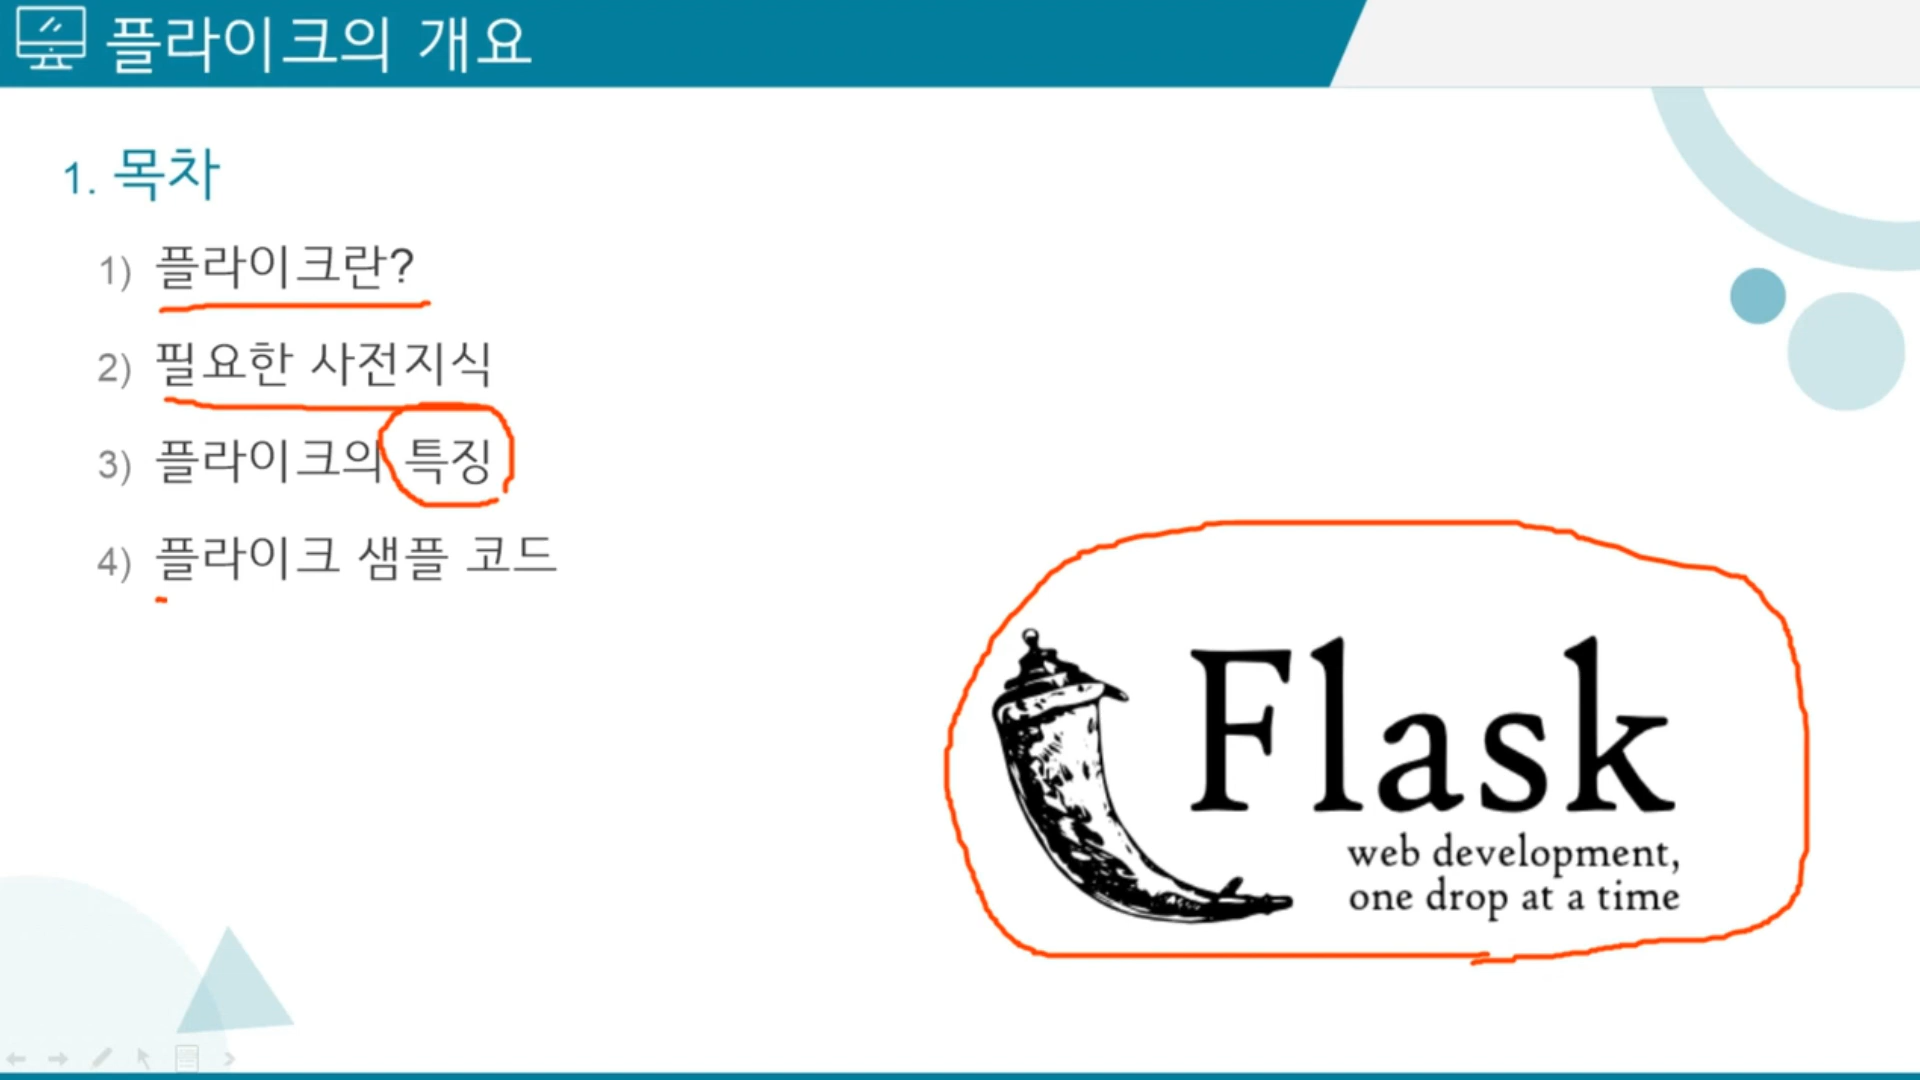 플라이크의 개요
1. 목차
1) 플라이크란?
2) 필요한 사전지식
3) 플라이크의 특징
4) 플라이크 샘플 코드
Flask
web development,
one drop at a time